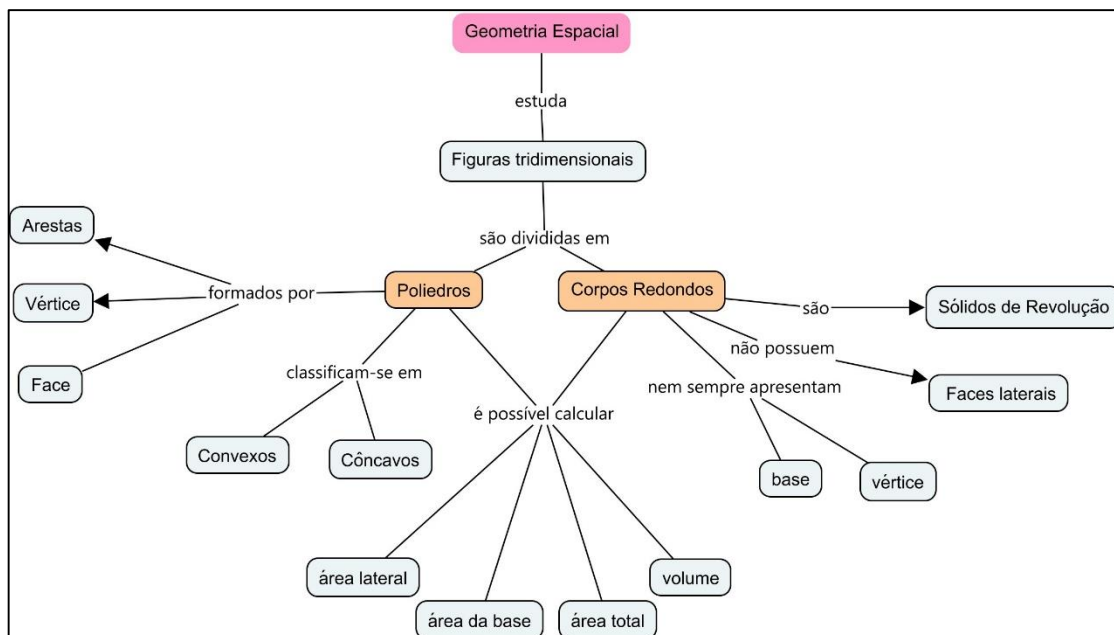 Geometria Espacial
estuda
Figuras tridimensionais
são divididas em
Arestas
Vértice
formados por
Face
Poliedros
Corpos Redondos
são
Sólidos de Revolução
não possuem
Faces laterais
classificam-se em
nem sempre apresentam
é possível calcular
Convexos
Côncavos
base
vértice
área lateral
área da base
área total
volume